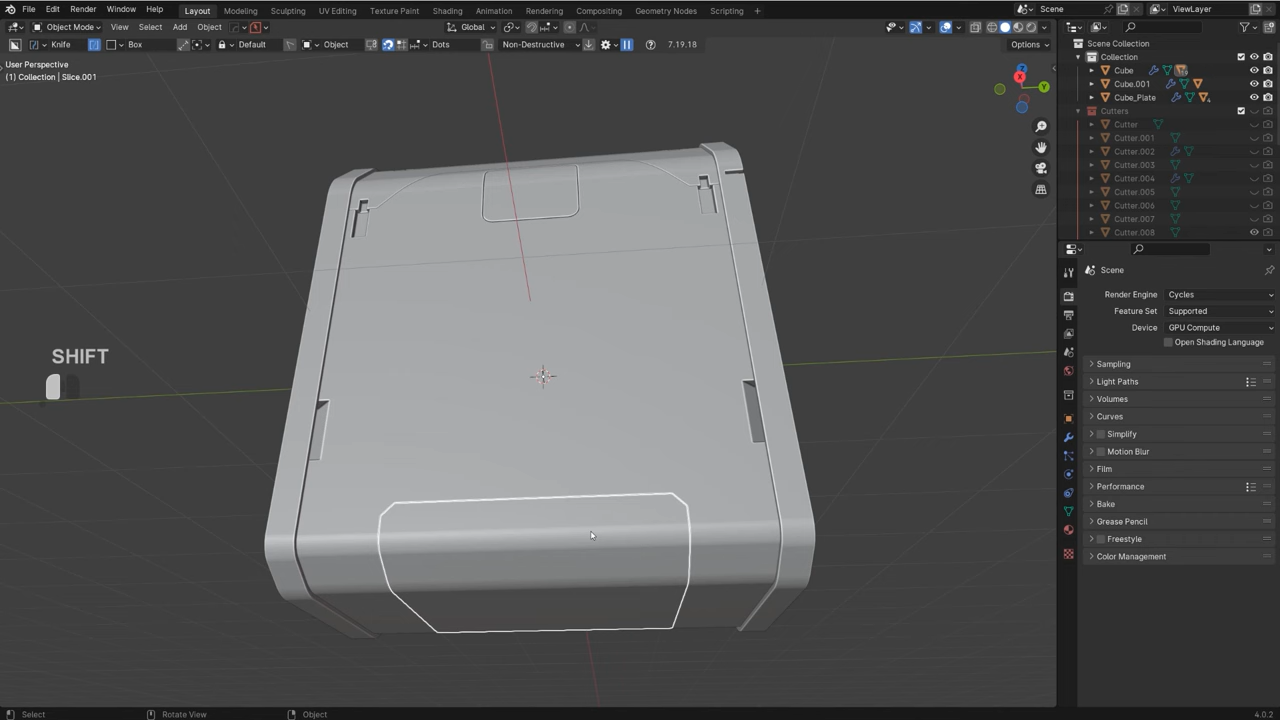 File Edit Render Window Help Layout Modeling Sculpting UV Editing Texture Paint Shading Animation Rendering Compositing Geometry Nodes Scripting Scene ViewLayer
Object Mode View Select Add Object Global
Knife Box Default Object Dots Non-Destructive 7.19.18 Options
User Perspective
(1) Collection | Slice.001
SHIFT
X
Y
Z
Scene Collection
Collection
Cube
Cube.001
Cube_Plate
Cutters
Cutter
Cutter.001
Cutter.002
Cutter.003
Cutter.004
Cutter.005
Cutter.006
Cutter.007
Cutter.008
Scene
Render Engine Cycles
Feature Set Supported
Device GPU Compute
Open Shading Language
Sampling
Light Paths
Volumes
Curves
Simplify
Motion Blur
Film
Performance
Bake
Grease Pencil
Freestyle
Color Management
Select Rotate View Object 4.0.2